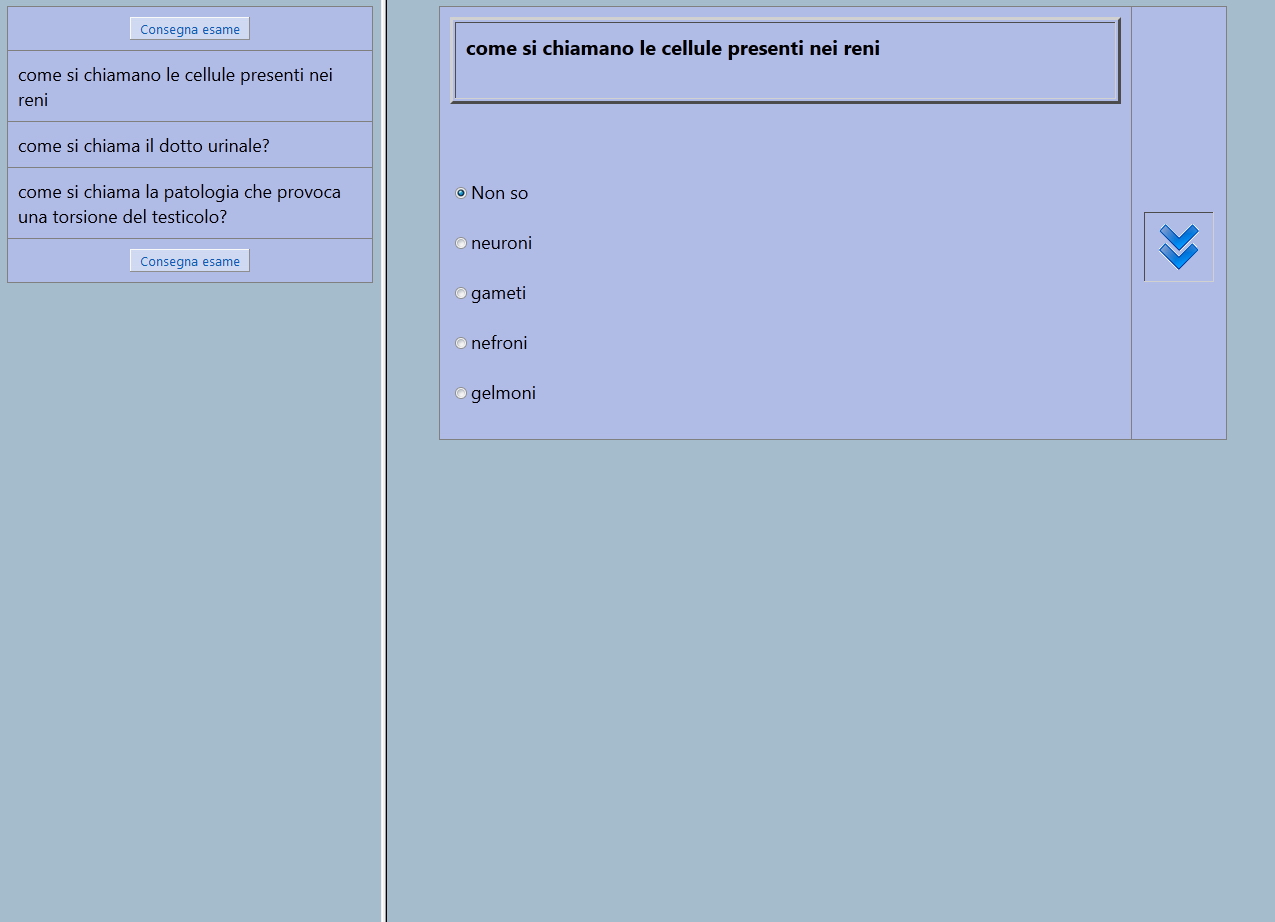 Consegna esame
come si chiamano le cellule presenti nei
reni
come si chiama il dotto urinale?
come si chiama la patologia che provoca
una torsione del testicolo?
Consegna esame
come si chiamano le cellule presenti nei reni
Non so
neuroni
gameti
nefroni
gelmoni